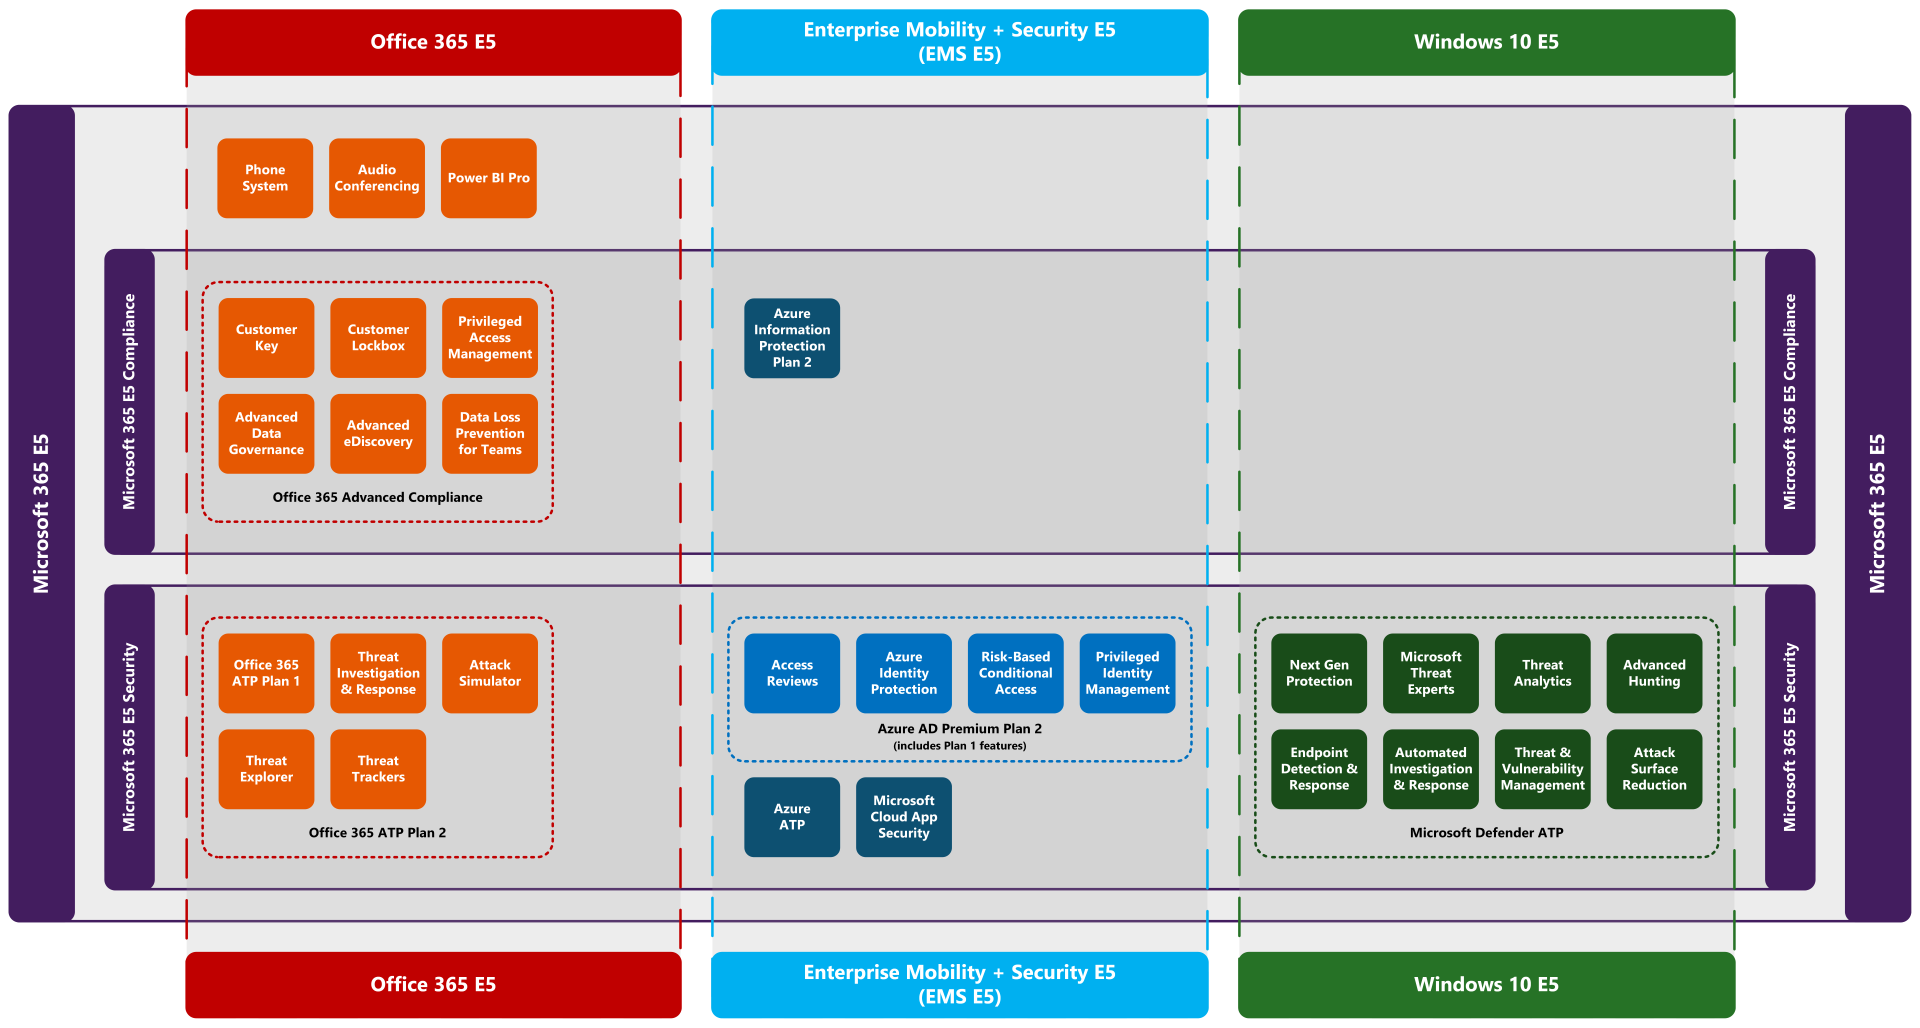 Office 365 E5
Enterprise Mobility + Security E5
(EMS E5)
Windows 10 E5
Microsoft 365 E5
Phone
System
Audio
Conferencing
Power BI Pro
Microsoft 365 E5 Compliance
Customer
Key
Customer
Lockbox
Privileged
Access
Management
Advanced
Data
Governance
Advanced
eDiscovery
Data Loss
Prevention
for Teams
Office 365 Advanced Compliance
Azure
Information
Protection
Plan 2
Microsoft 365 E5 Compliance
Microsoft 365 E5 Security
Office 365
ATP Plan 1
Threat
Investigation
& Response
Attack
Simulator
Threat
Explorer
Threat
Trackers
Office 365 ATP Plan 2
Access
Reviews
Azure
Identity
Protection
Risk-Based
Conditional
Access
Privileged
Identity
Management
Azure AD Premium Plan 2
(includes Plan 1 features)
Azure
ATP
Microsoft
Cloud App
Security
Next Gen
Protection
Microsoft
Threat
Experts
Threat
Analytics
Advanced
Hunting
Endpoint
Detection &
Response
Automated
Investigation
& Response
Threat &
Vulnerability
Management
Attack
Surface
Reduction
Microsoft Defender ATP
Microsoft 365 E5 Security
Microsoft 365 E5
Office 365 E5
Enterprise Mobility + Security E5
(EMS E5)
Windows 10 E5